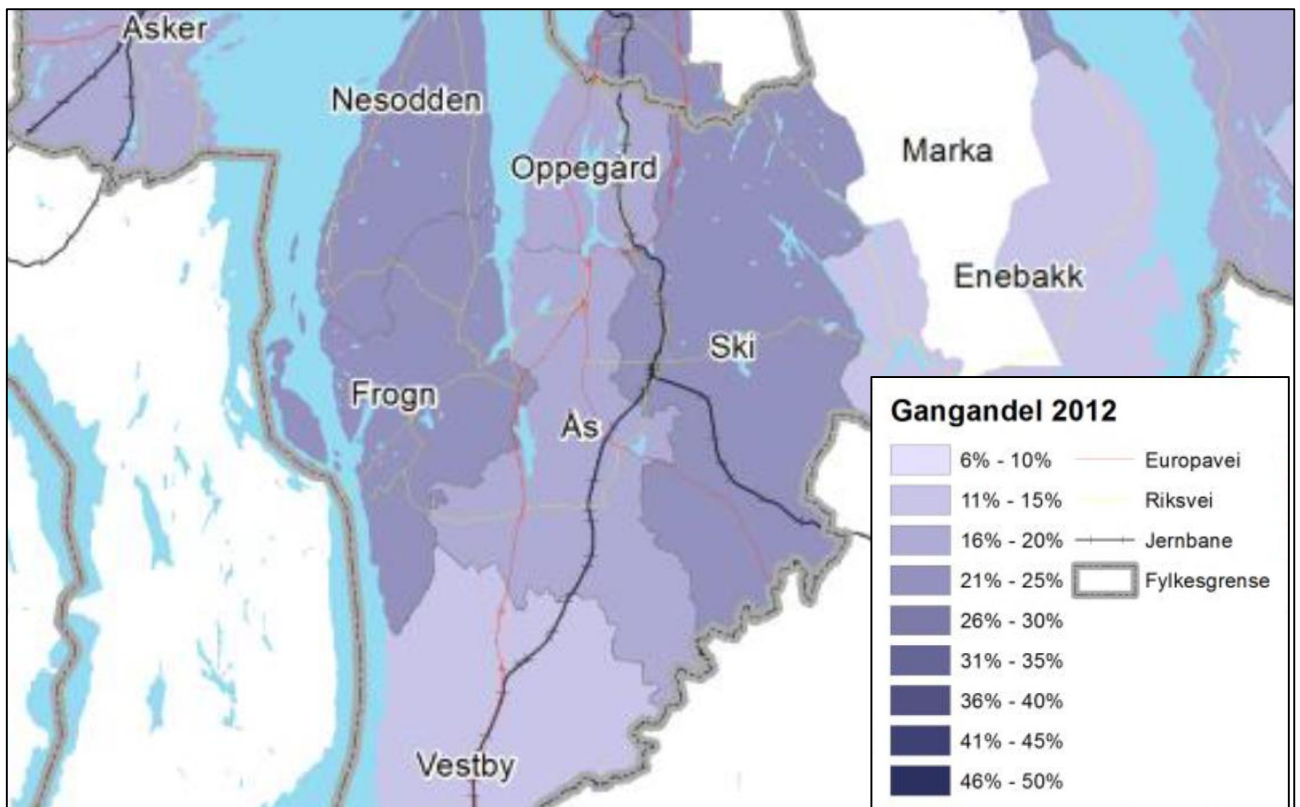 Asker
Nesodden
Oppegard
Marka
Enebakk
Ski
Frogn
Ås
Vestby
Gangandel 2012
6% - 10%
11% - 15%
16% - 20%
21% - 25%
26% - 30%
31% - 35%
36% - 40%
41% - 45%
46% - 50%
Europavei
Riksvei
Jernbane
Fylkesgrense